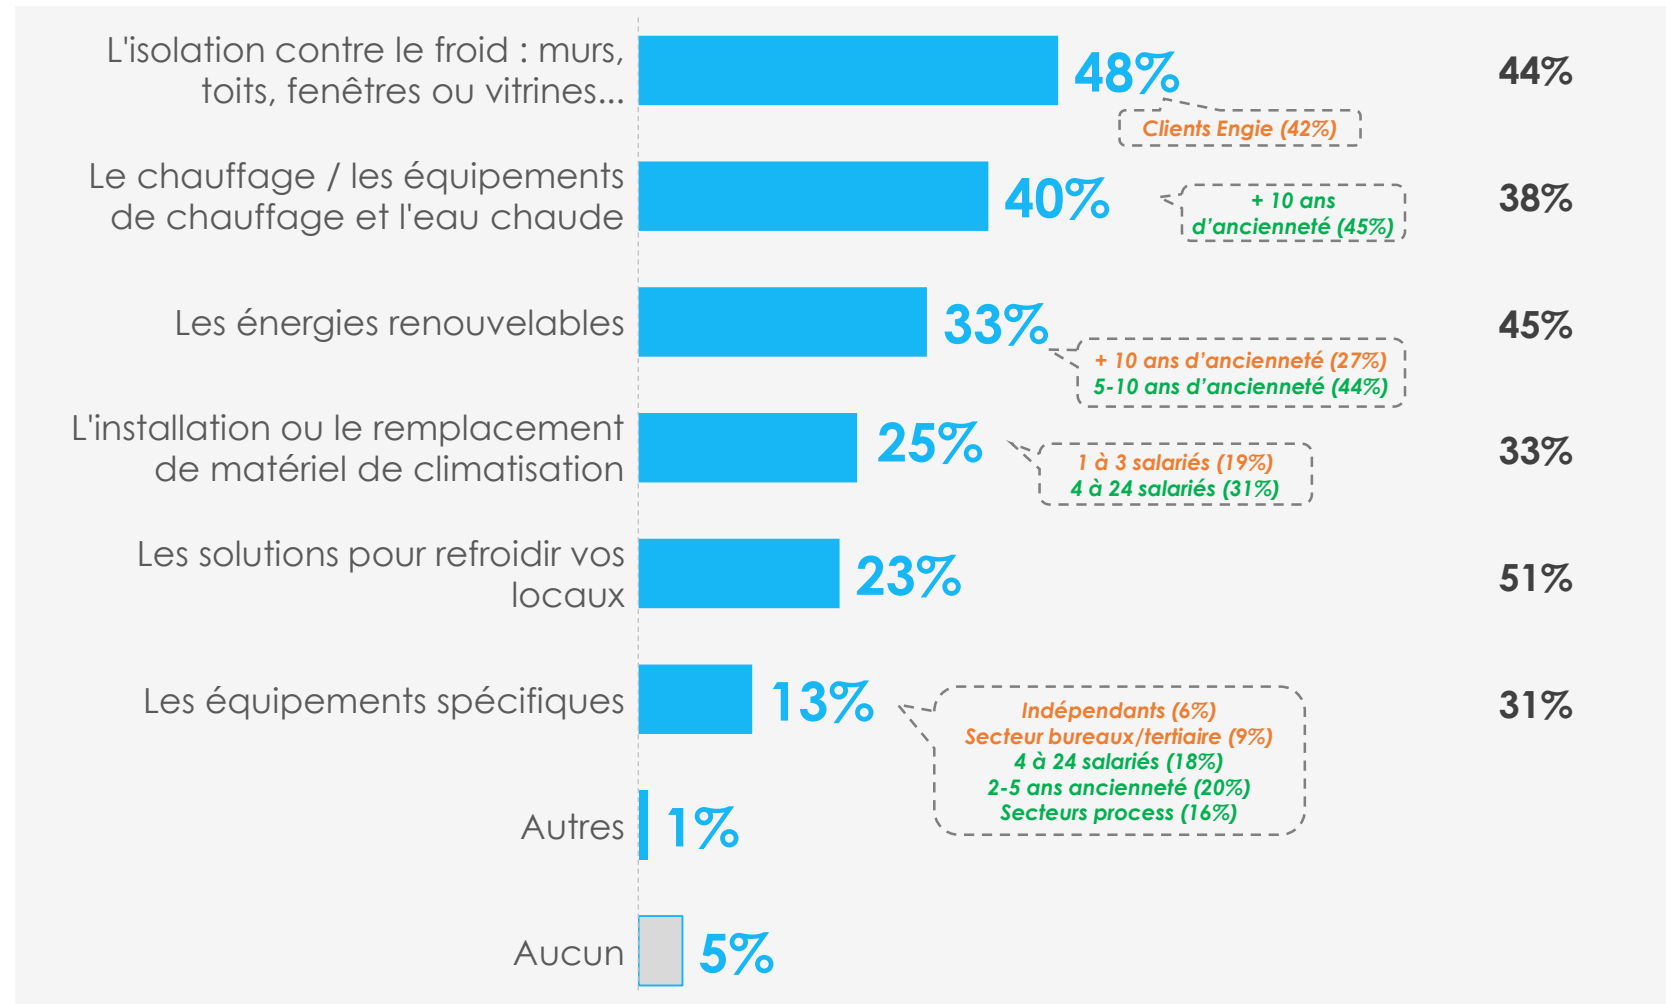 L'isolation contre le froid : murs,
toits, fenêtres ou vitrines...
48%
44%
Clients Engie (42%)
Le chauffage / les équipements
de chauffage et l'eau chaude
40%
+ 10 ans
d'ancienneté (45%)
38%
Les énergies renouvelables
33%
45%
+ 10 ans d'ancienneté (27%)
5-10 ans d'ancienneté (44%)
L'installation ou le remplacement
de matériel de climatisation
25%
1 à 3 salariés (19%)
4 à 24 salariés (31%)
33%
Les solutions pour refroidir vos
locaux
23%
51%
Les équipements spécifiques
13%
Indépendants (6%)
Secteur bureaux/tertiaire (9%)
4 à 24 salariés (18%)
2-5 ans ancienneté (20%)
Secteurs process (16%)
31%
Autres
1%
Aucun
5%